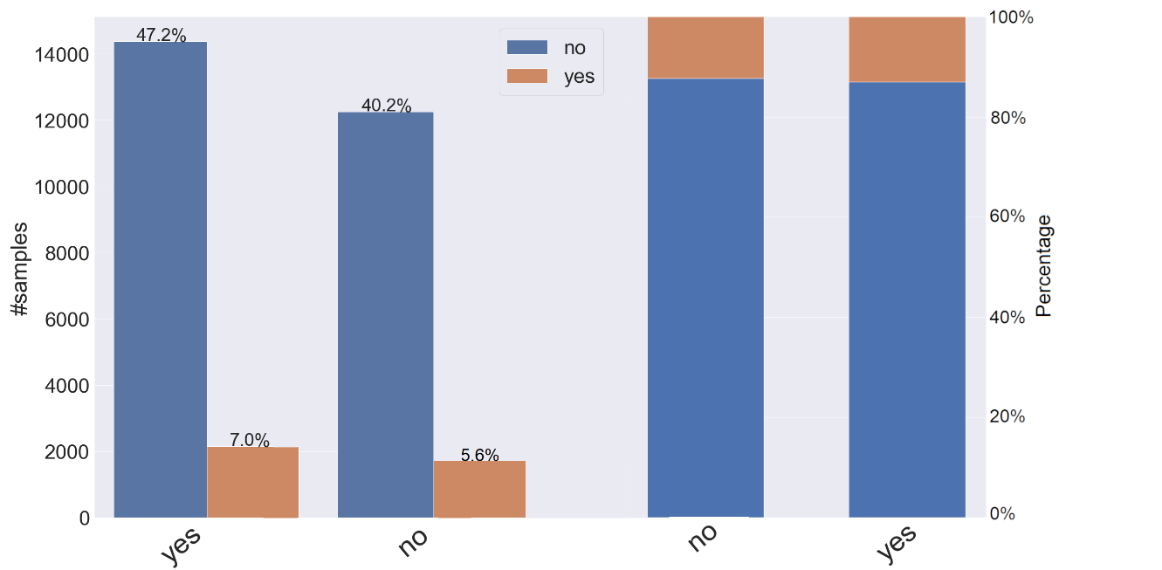 47.2%
40.2%
7.0%
5.6%
no
yes
#samples
14000
12000
10000
8000
6000
4000
2000
0
yes
no
no
yes
100%
80%
60%
40%
20%
0%
Percentage